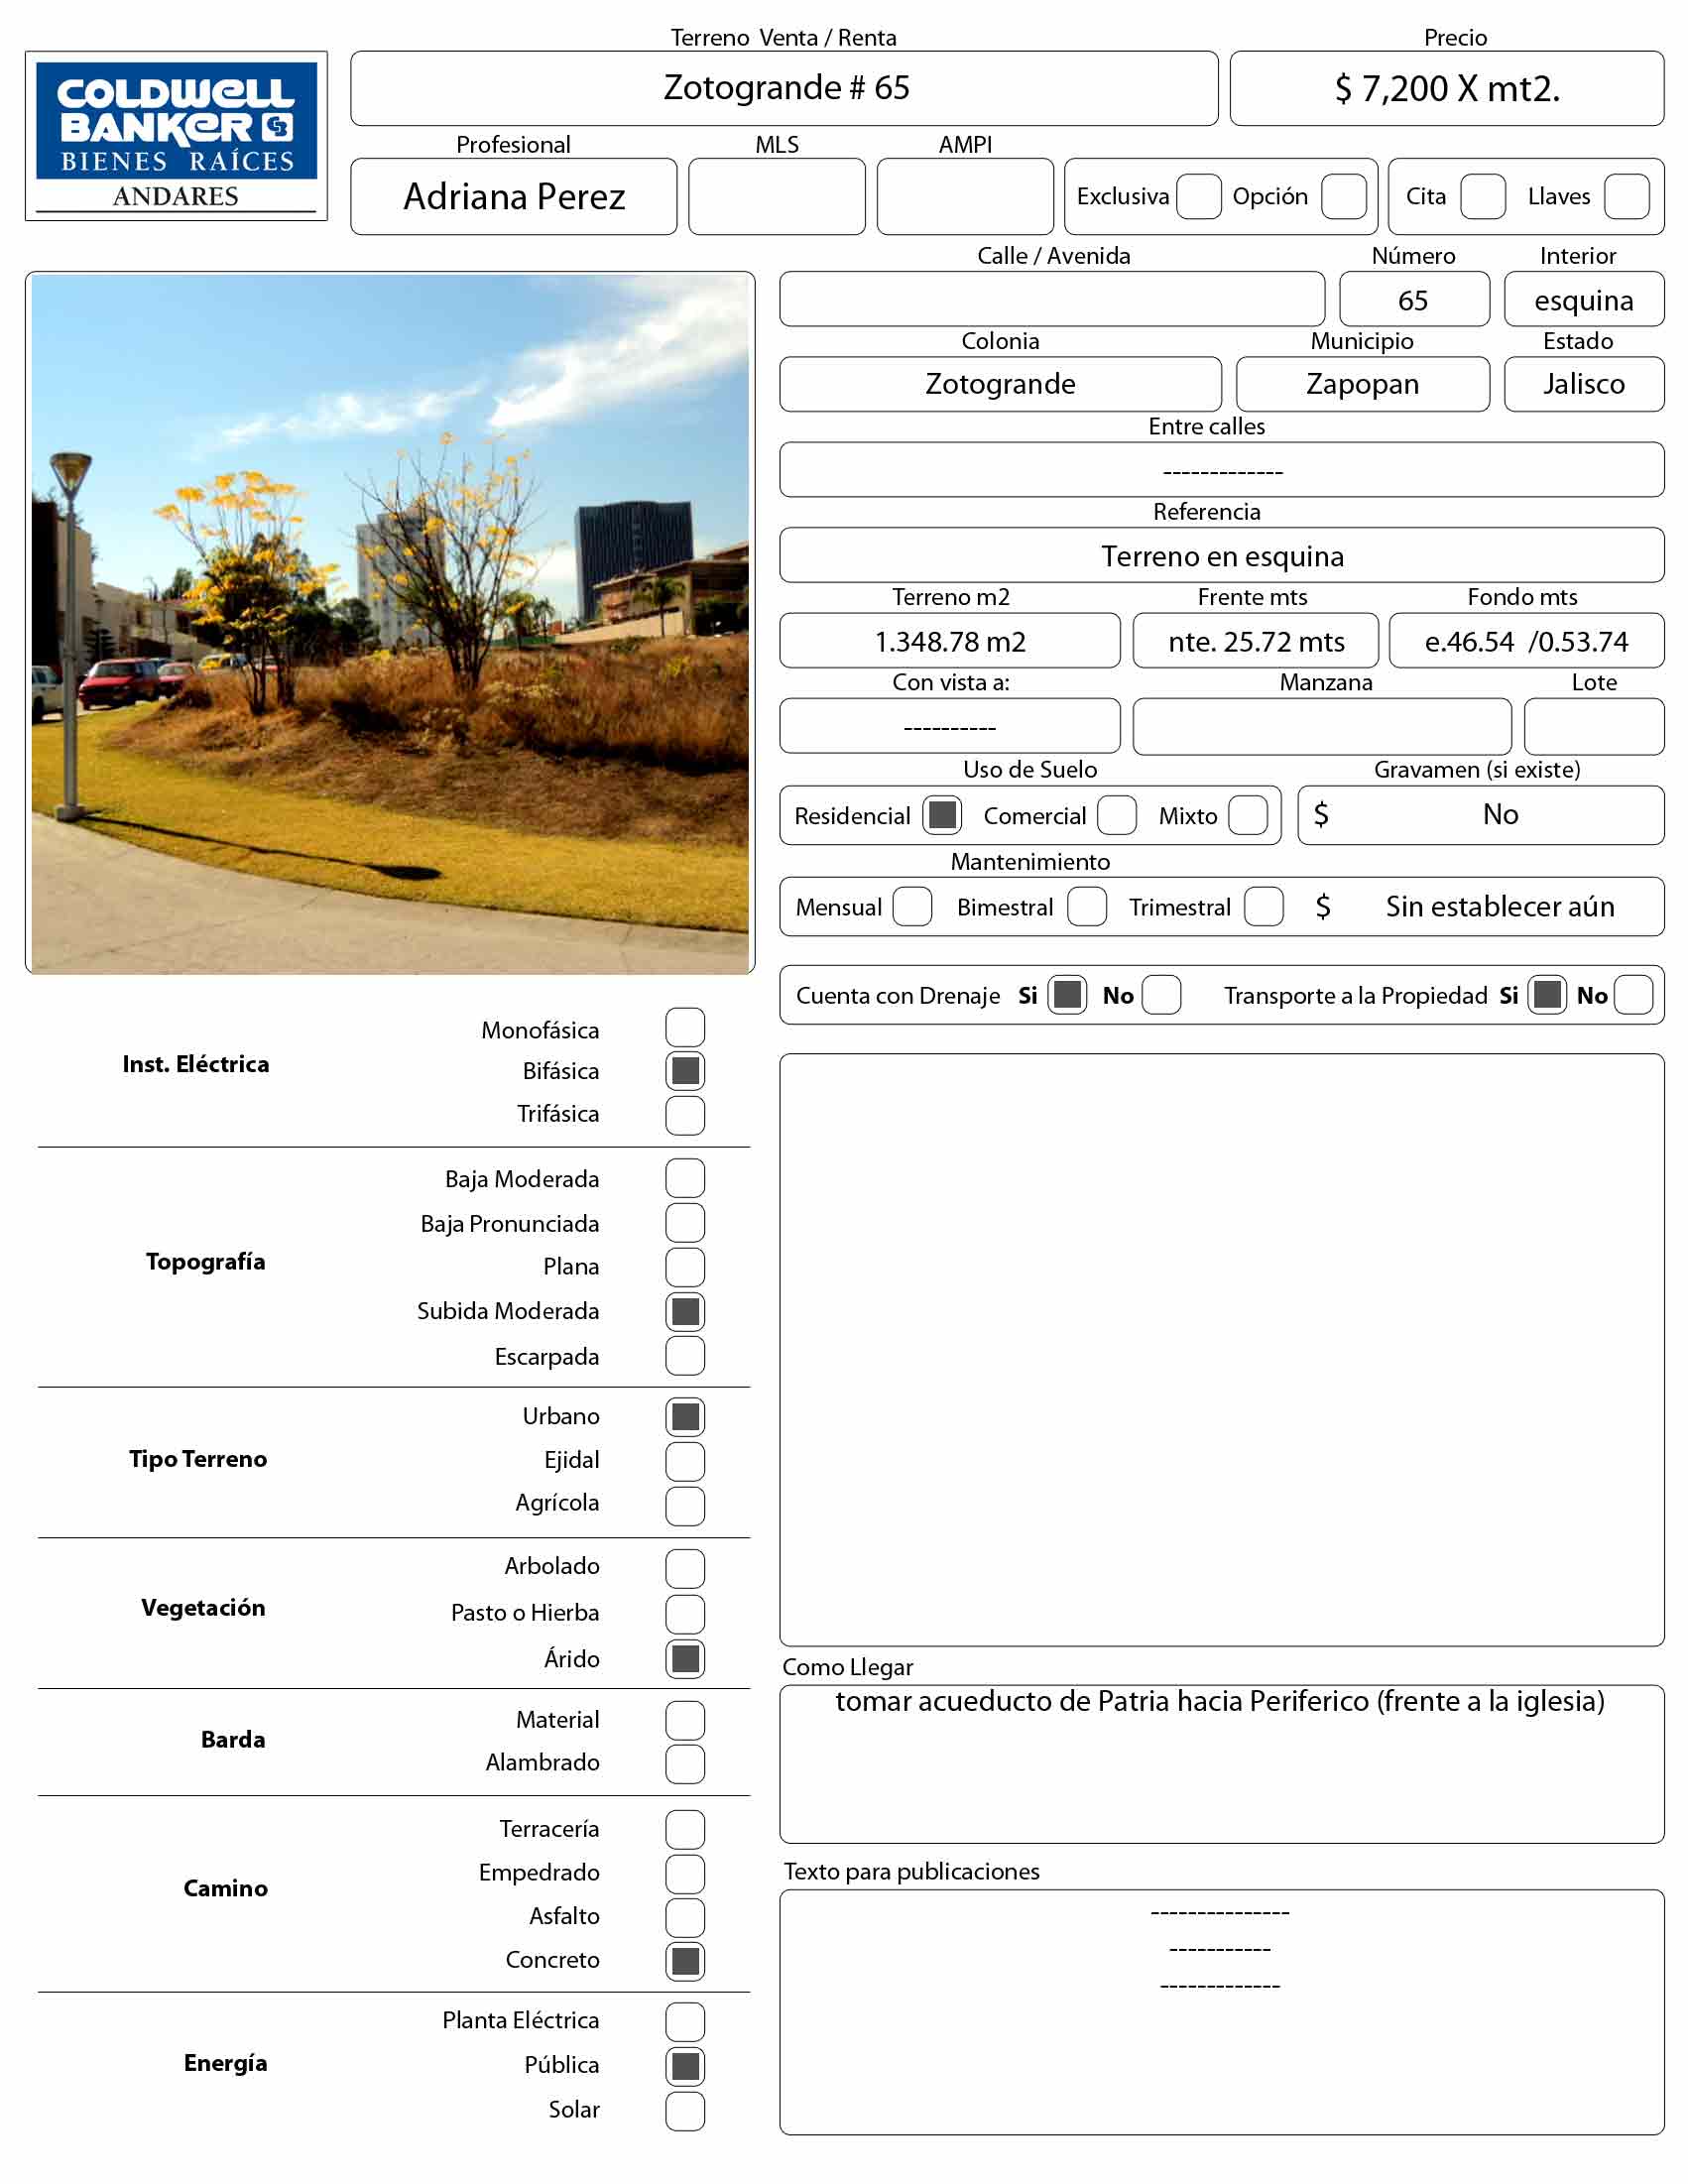 COLDWELL
BANKER CB
BIENES RAÍCES
ANDARES
Terreno Venta / Renta
Zotogrande # 65
Precio
$ 7,200 X mt2.
Profesional
Adriana Perez
MLS
AMPI
Exclusiva Opción
Cita Llaves
Calle / Avenida
Número
65
Interior
esquina
Colonia
Zotogrande
Municipio
Zapopan
Estado
Jalisco
Entre calles
-------------
Referencia
Terreno en esquina
Terreno m2
1.348.78 m2
Frente mts
nte. 25.72 mts
Fondo mts
e.46.54 /0.53.74
Con vista a:
----------
Manzana
Lote
Uso de Suelo
Residencial Comercial Mixto
Gravamen (si existe)
$ No
Mantenimiento
Mensual Bimestral Trimestral $ Sin establecer aún
Cuenta con Drenaje Si No Transporte a la Propiedad Si No
Inst. Eléctrica
Monofásica
Bifásica
Trifásica
Topografía
Baja Moderada
Baja Pronunciada
Plana
Subida Moderada
Escarpada
Tipo Terreno
Urbano
Ejidal
Agrícola
Vegetación
Arbolado
Pasto o Hierba
Árido
Barda
Material
Alambrado
Camino
Terracería
Empedrado
Asfalto
Concreto
Energía
Planta Eléctrica
Pública
Solar
Como Llegar
tomar acueducto de Patria hacia Periferico (frente a la iglesia)
Texto para publicaciones
---------------
-----------
-------------